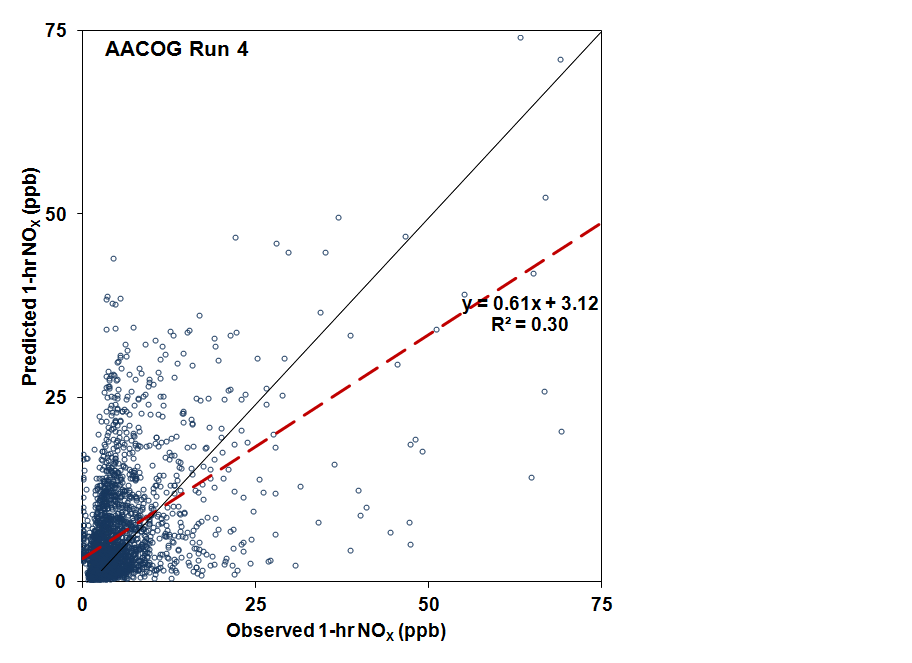 AACOG Run 4
75
50
25
0
Predicted 1-hr NOX (ppb)
y = 0.61x + 3.12
R² = 0.30
0 25 50 75
Observed 1-hr NOX (ppb)